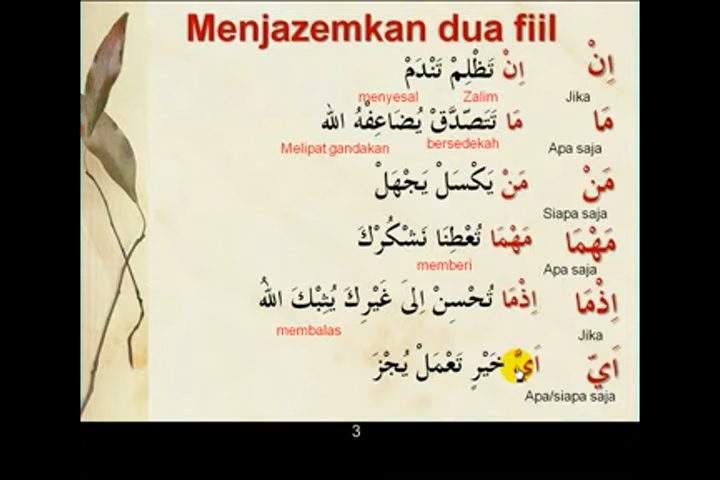 Menjazemkan dua fiil
اِنْ اِنْ تَظْلِمْ تَنْدَمْ
Jika Zalim menyesal
مَا مَا تَتَصَدَّقْ يُضَاعِفْهُ الله
Apa saja bersedekah Melipat gandakan
مَنْ مَنْ يَكْسَلْ يَجْهَلْ
Siapa saja
مَهْمَا مَهْمَا تُعْطِنَا نَشْكُرْكَ
Apa saja memberi
اِذْمَا اِذْمَا تُحْسِنْ اِلىَ غَيْرِكَ يُثِبْكَ اللهُ
Jika membalas
اَيّ اَيَّ خَيْرٍ تَعْمَلْ يُجْزَ
Apa/siapa saja
3